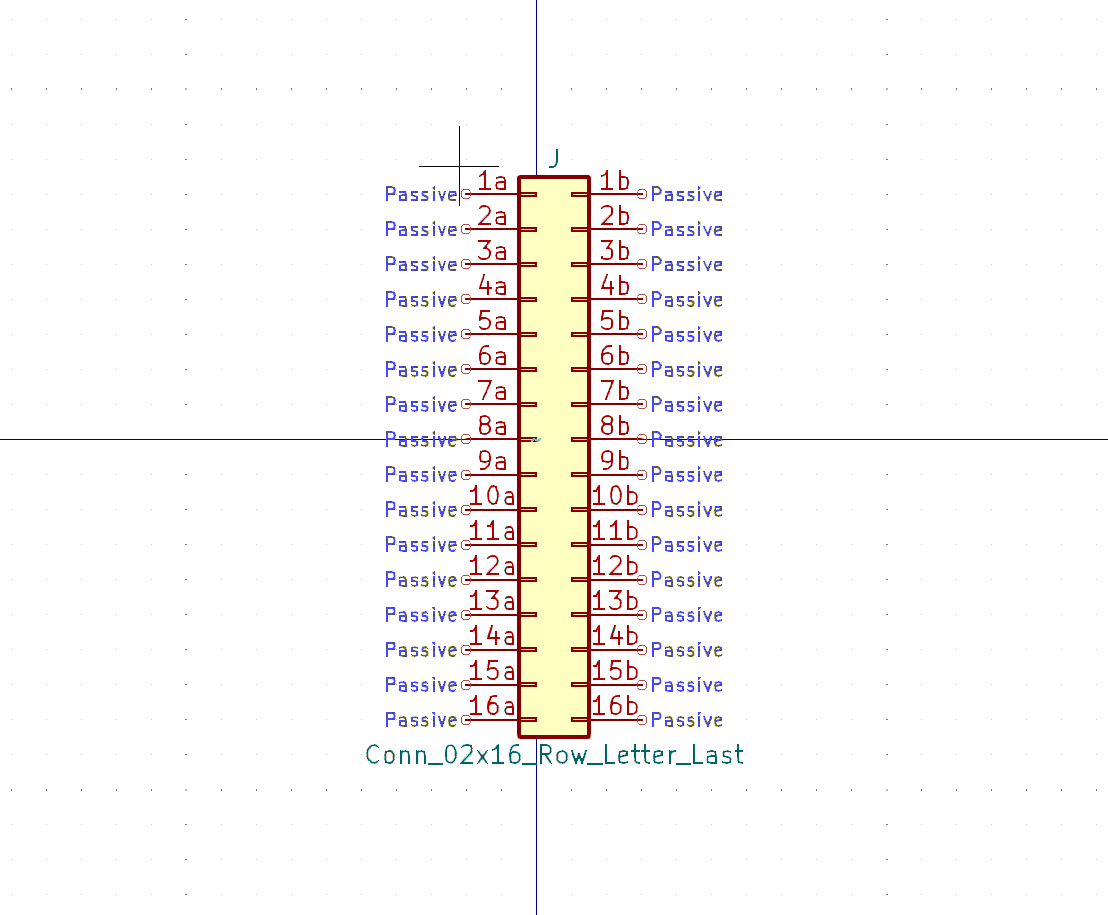 J
Passive 1a 1b Passive
Passive 2a 2b Passive
Passive 3a 3b Passive
Passive 4a 4b Passive
Passive 5a 5b Passive
Passive 6a 6b Passive
Passive 7a 7b Passive
Passive 8a 8b Passive
Passive 9a 9b Passive
Passive 10a 10b Passive
Passive 11a 11b Passive
Passive 12a 12b Passive
Passive 13a 13b Passive
Passive 14a 14b Passive
Passive 15a 15b Passive
Passive 16a 16b Passive
Conn_02x16_Row_Letter_Last